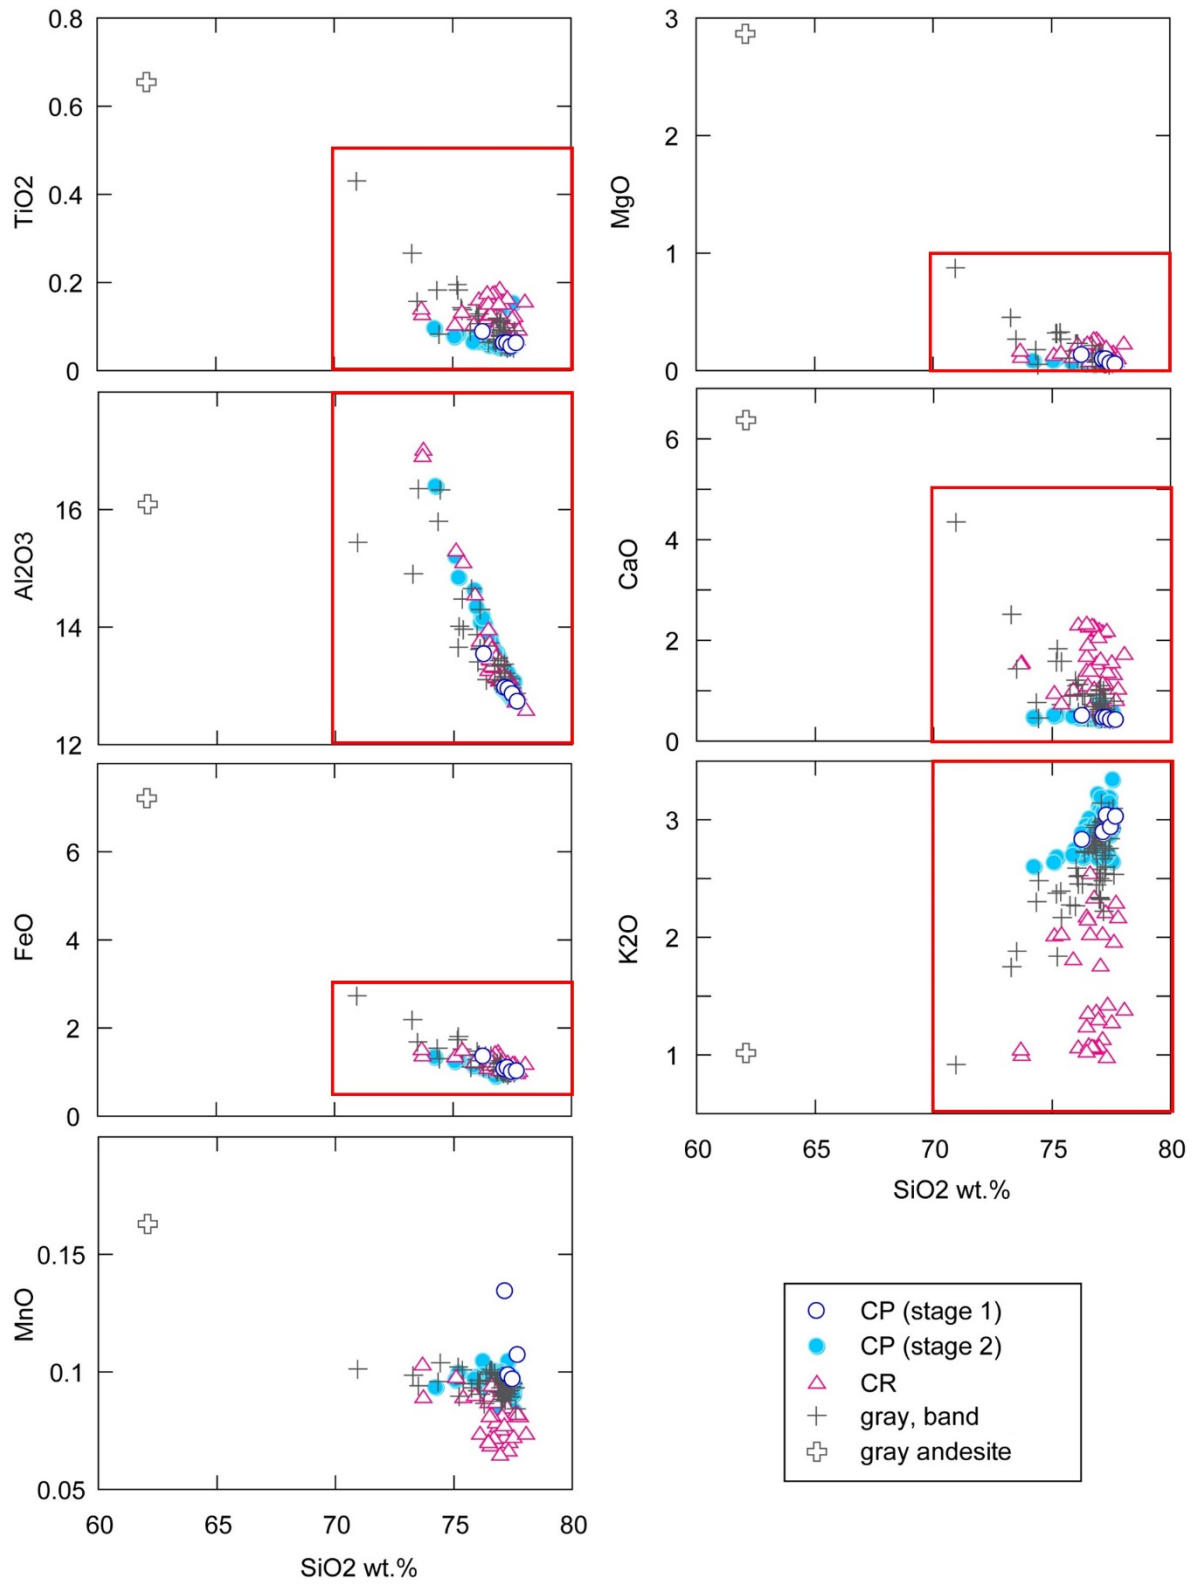 0.8
0.6
0.4
0.2
0
TiO2
3
2
1
0
MgO
16
14
12
Al2O3
6
4
2
0
CaO
6
4
2
0
FeO
3
2
1
K2O
60 65 70 75 80
SiO2 wt.%
0.15
0.1
0.05
MnO
60 65 70 75 80
SiO2 wt.%
CP (stage 1)
CP (stage 2)
CR
gray, band
gray andesite